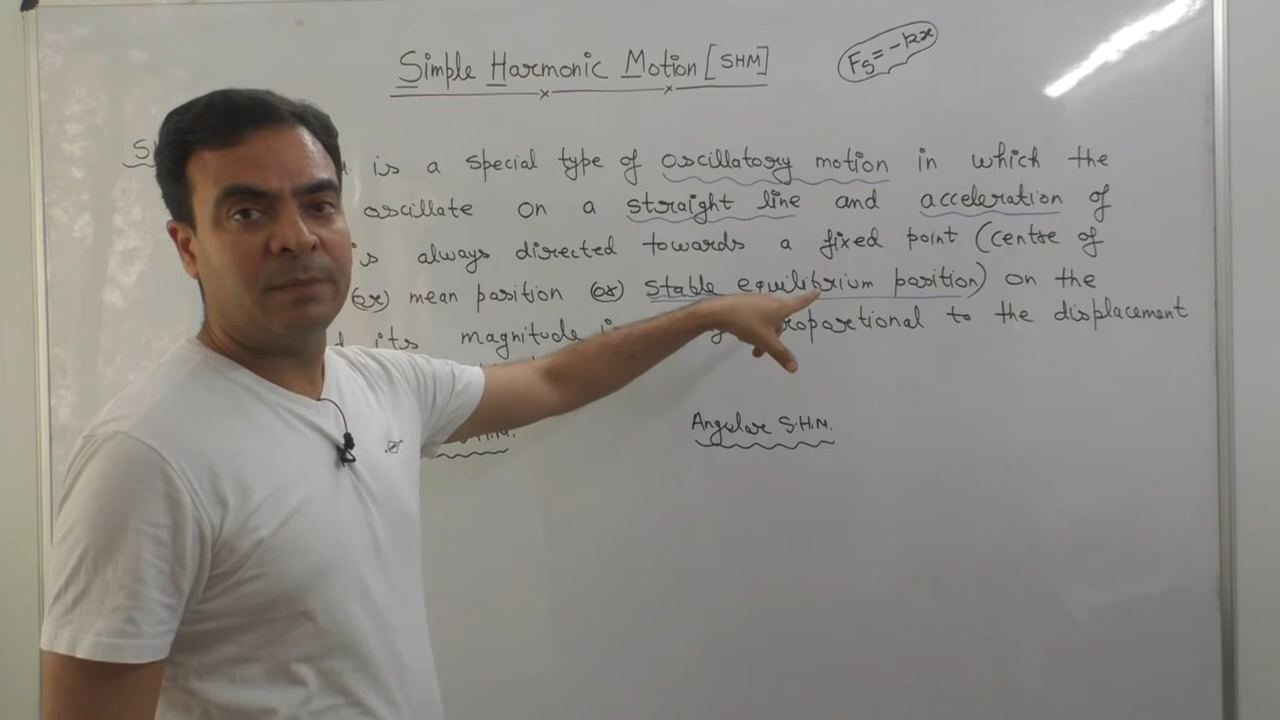 Simple Harmonic Motion [SHM]
Fs = -kx
is a special type of oscillatory motion in which the
oscillate on a straight line and acceleration of
is always directed towards a fixed point (centre of
(or) mean position (or) stable equilibrium position) on the
its magnitude proportional to the displacement
Angular S.H.M.